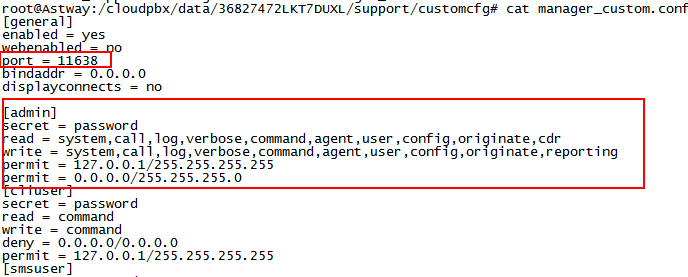 root@Astway:/cloudpbx/data/36827472LKT7DUXL/support/customcfg# cat manager_custom.conf
[general]
enabled = yes
webenabled = no
port = 11638
bindaddr = 0.0.0.0
displayconnects = no
[admin]
secret = password
read = system,call,log,verbose,command,agent,user,config,originate,cdr
write = system,call,log,verbose,command,agent,user,config,originate,reporting
permit = 127.0.0.1/255.255.255.255
permit = 0.0.0.0/255.255.255.0
[cliuser]
secret = password
read = command
write = command
deny = 0.0.0.0/0.0.0.0
permit = 127.0.0.1/255.255.255.255
[smsuser]